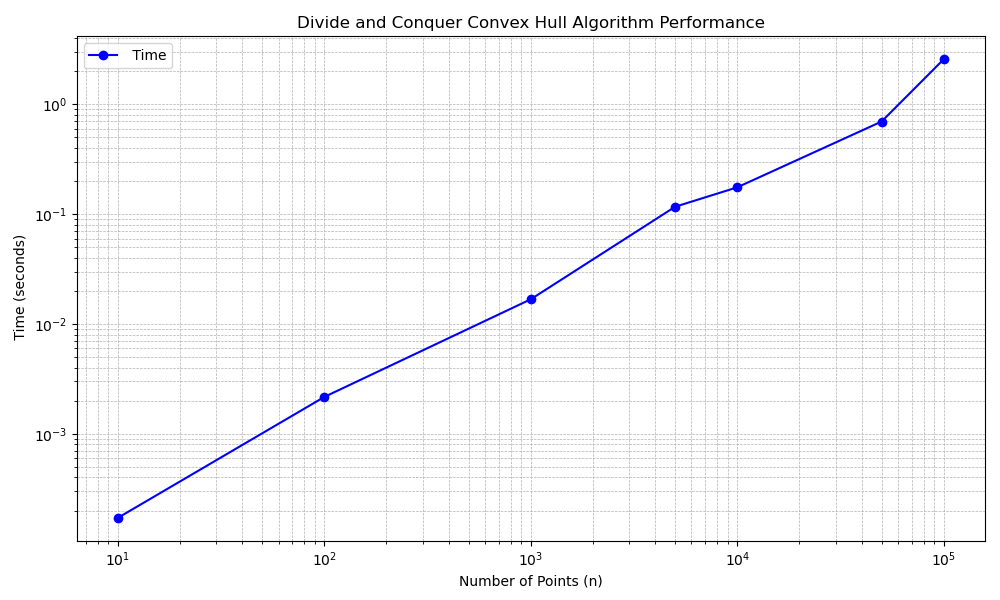 Divide and Conquer Convex Hull Algorithm Performance
Time
10⁰
10⁻¹
10⁻²
10⁻³
Time (seconds)
10¹ 10² 10³ 10⁴ 10⁵
Number of Points (n)